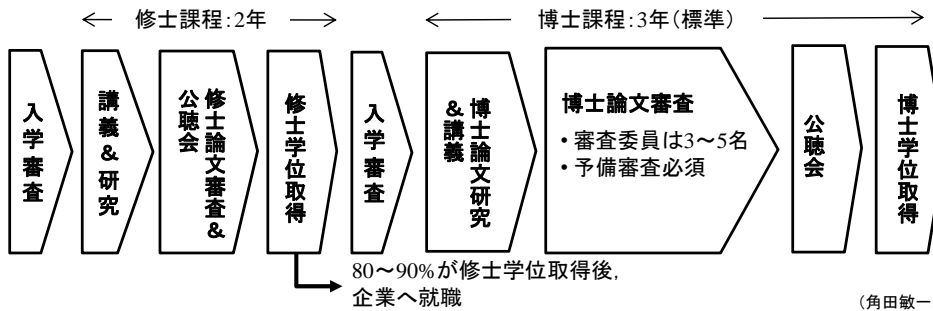 修士課程:2年
博士課程:3年(標準)
入学審査
講義&研究
修士論文審査&
公聴会
修士学位取得
入学審査
博士論文研究
&講義
博士論文審査
・審査委員は3～5名
・予備審査必須
公聴会
博士学位取得
80～90%が修士学位取得後,
企業へ就職
(角田敏一